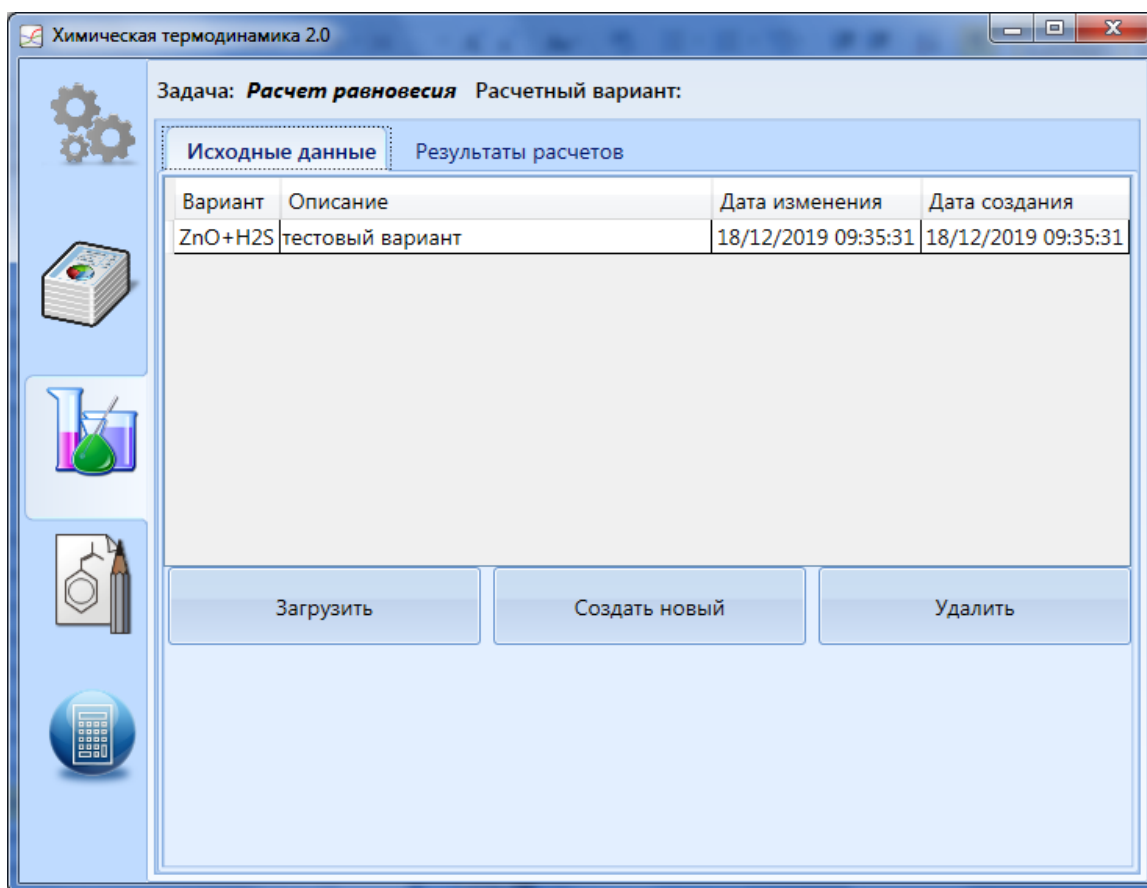 Химическая термодинамика 2.0
Задача: Расчет равновесия Расчетный вариант:
Исходные данные Результаты расчетов
Вариант Описание Дата изменения Дата создания
ZnO+H2S тестовый вариант 18/12/2019 09:35:31 18/12/2019 09:35:31
Загрузить Создать новый Удалить